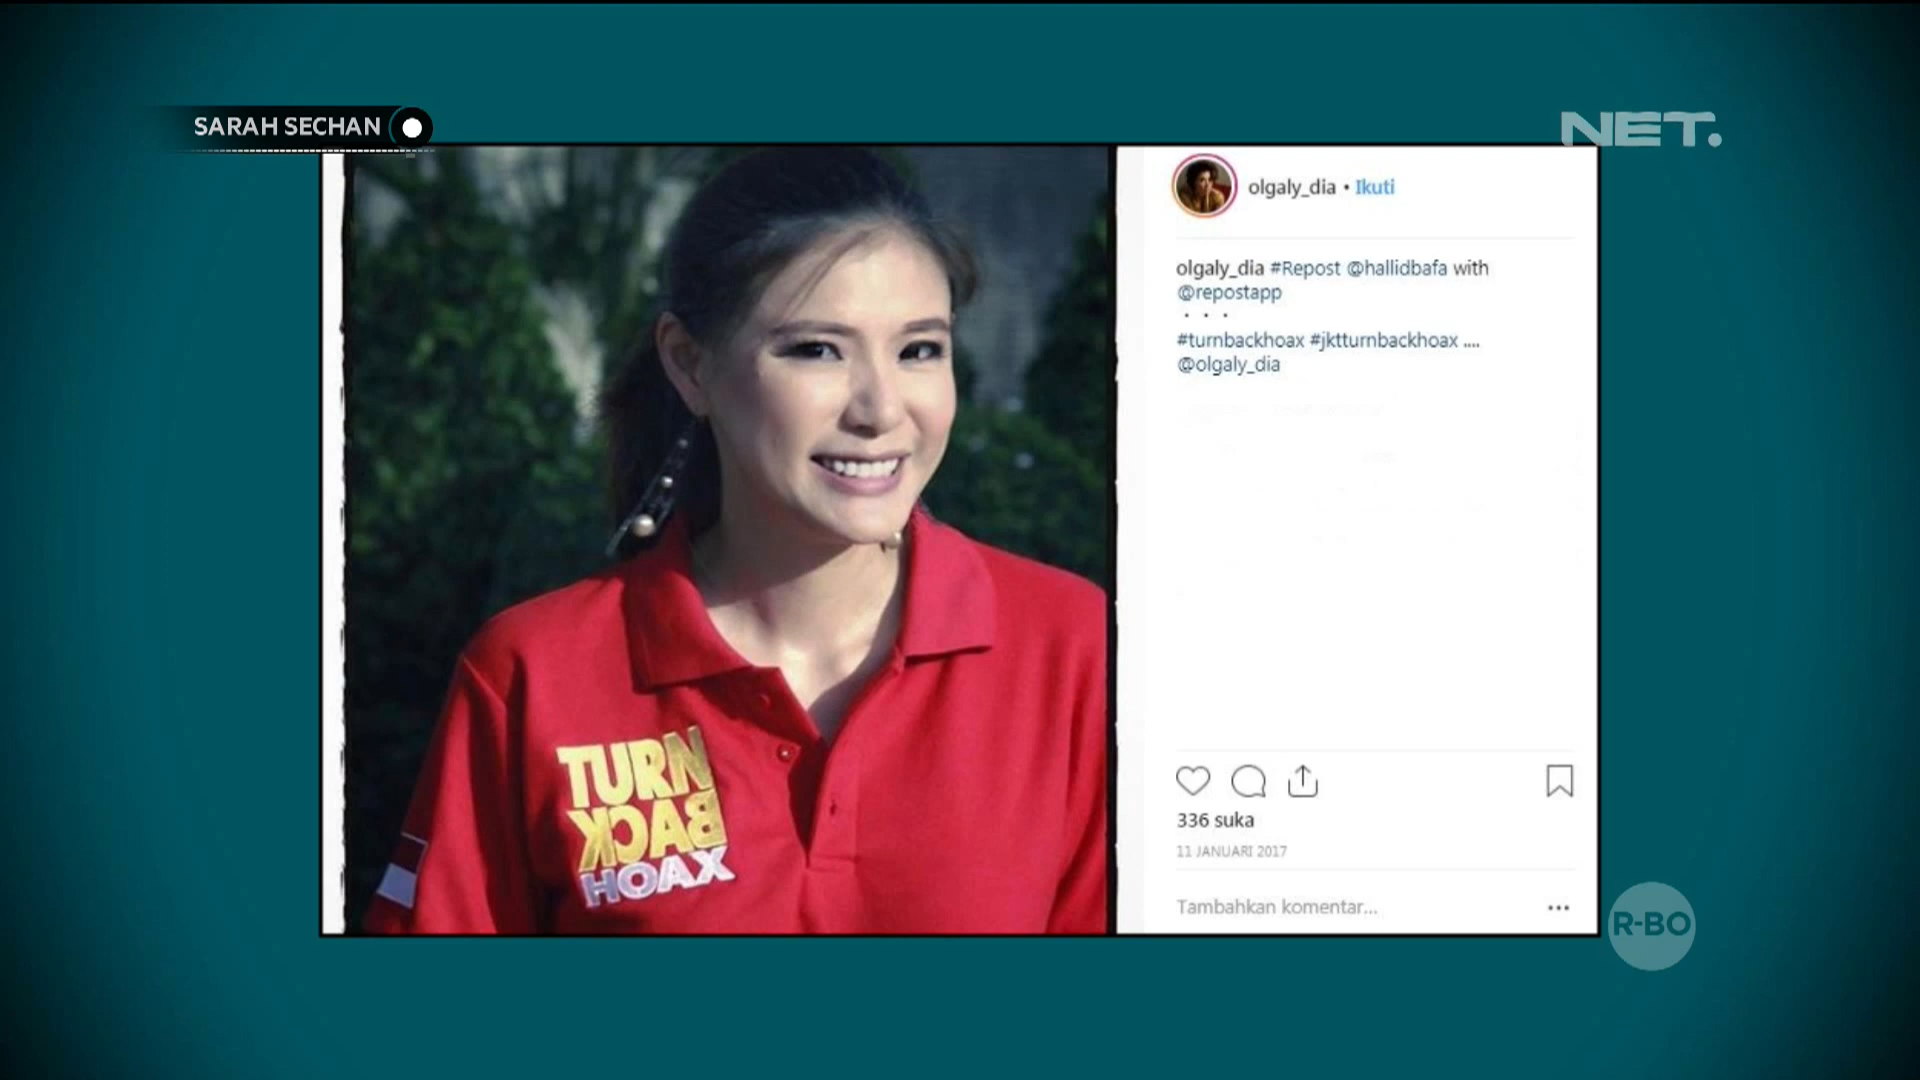 SARAH SECHAN
NET.
olgaly_dia • Ikuti
olgaly_dia #Repost @hallidbafa with
@repostapp
・・・
#turnbackhoax #jktturnbackhoax ....
@olgaly_dia
TURN
BACK
HOAX
336 suka
11 JANUARI 2017
Tambahkan komentar...
R-BO